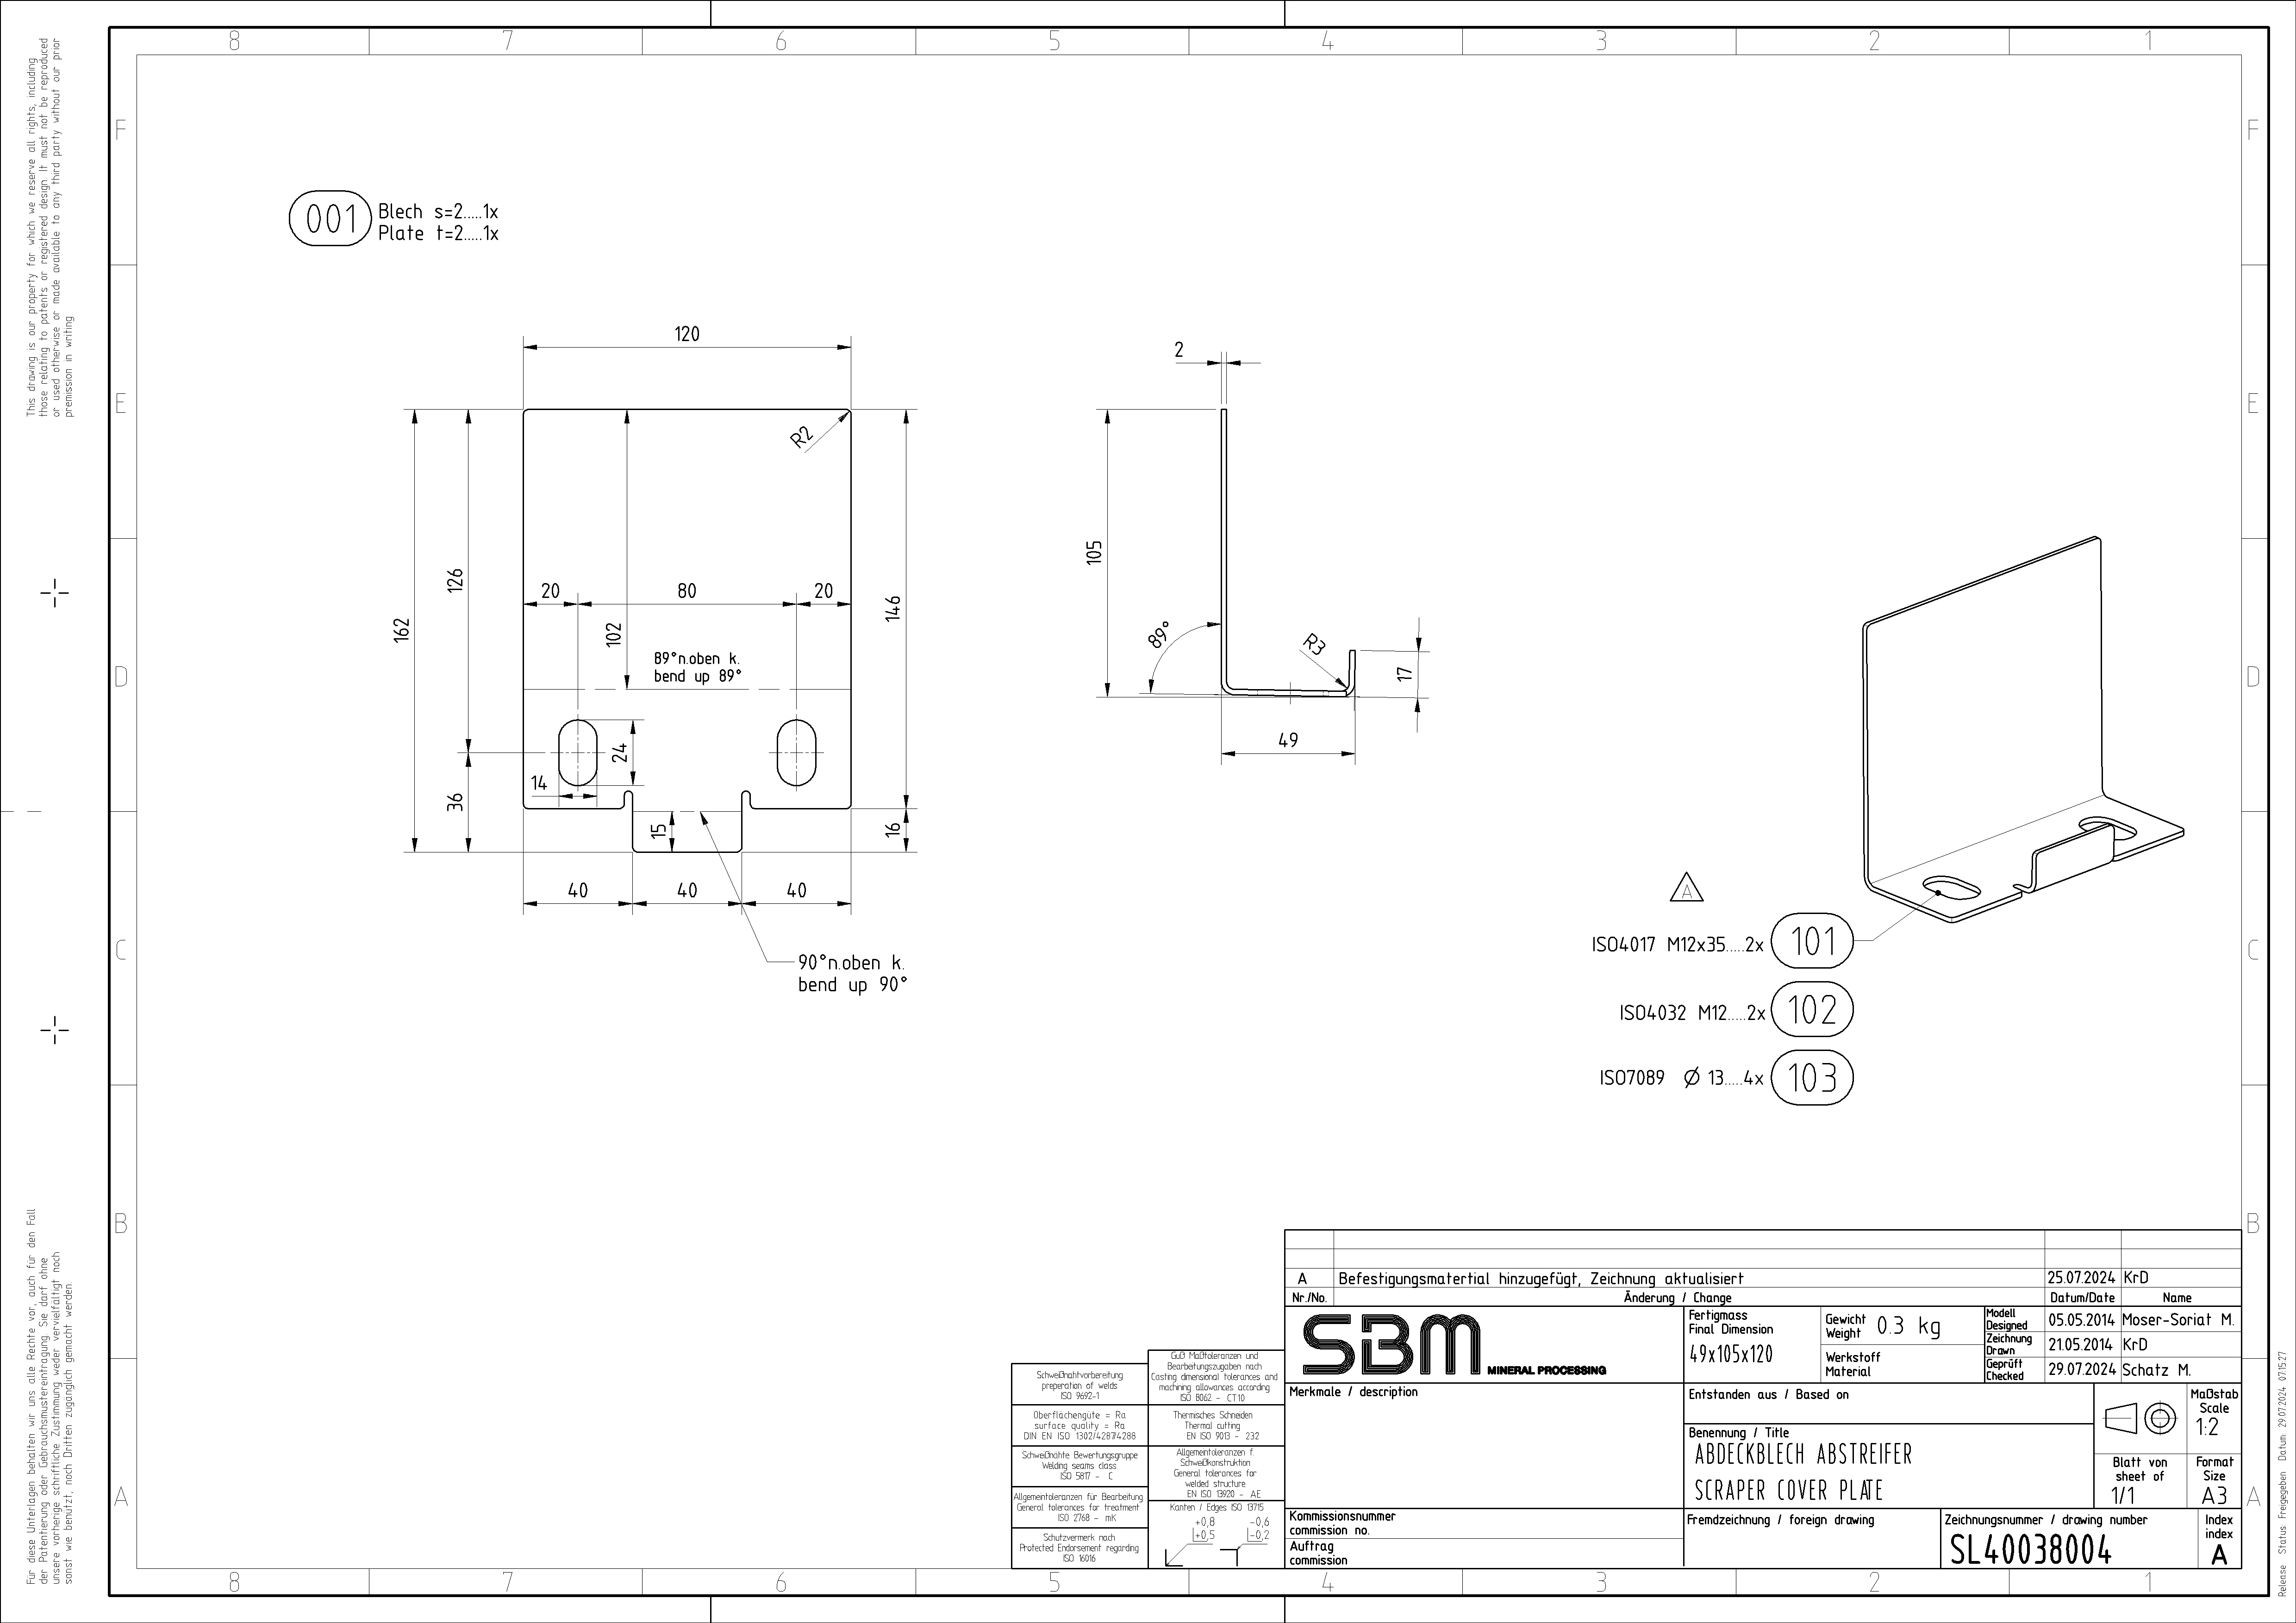 8 7 6 5 4 3 2 1
This drawing is our property for which we reserve all rights, including
those relating to patents or registered design. It must not be reproduced
or used otherwise or made available to any third party without our prior
premission in writing
F
F
E
E
D
D
C
C
B
B
A
A
001
Blech s=2.....1x
Plate t=2.....1x
120
R2
162
126
102
146
20
80
20
89°n.oben k.
bend up 89°
24
14
36
15
16
40
40
40
90°n.oben k.
bend up 90°
2
105
89°
R3
17
49
A
ISO4017 M12x35.....2x
101
ISO4032 M12.....2x
102
ISO7089 Ø 13.....4x
103
Für diese Unterlagen behalten wir uns alle Rechte vor, auch für den Fall
der Patentierung oder Gebrauchsmustereintragung. Sie darf ohne
unsere vorherige schriftliche Zustimmung weder vervielfältigt noch
sonst wie benützt, noch Dritten zugänglich gemacht werden.
A Befestigungsmatertial hinzugefügt, Zeichnung aktualisiert 25.07.2024 KrD
Nr./No. Änderung / Change Datum/Date Name
SBM
MINERAL PROCESSING
Fertigmass
Final Dimension
49x105x120
Gewicht
Weight
0.3 kg
Werkstoff
Material
Modell
Designed
05.05.2014 Moser-Soriat M.
Zeichnung
Drawn
21.05.2014 KrD
Geprüft
Checked
29.07.2024 Schatz M.
Merkmale / description
Entstanden aus / Based on
Maßstab
Scale
1:2
Benennung / Title
ABDECKBLECH ABSTREIFER
SCRAPER COVER PLATE
Blatt von
sheet of
1/1
Format
Size
A3
Kommissionsnummer
commission no.
Auftrag
commission
Fremdzeichnung / foreign drawing
Zeichnungsnummer / drawing number
SL40038004
Index
index
A
Schweißnahtvorbereitung
preperation of welds
ISO 9692-1
Oberflächengüte = Ra
surface quality = Ra
DIN EN ISO 1302/4287/4288
Schweißnähte Bewertungsgruppe
Welding seams class
ISO 5817 - C
Allgemeintoleranzen für Bearbeitung
General tolerances for treatment
ISO 2768 - mK
Schutzvermerk nach
Protected Endorsement regarding
ISO 16016
Guß Maßtoleranzen und
Bearbeitungszugaben nach
Casting dimensional tolerances and
machining allowances according
ISO 8062 - CT10
Thermisches Schneiden
Thermal cutting
EN ISO 9013 - 232
Allgemeintoleranzen f.
Schweißkonstruktion
General tolerances for
welded structure
EN ISO 13920 - AE
Kanten / Edges ISO 13715
+0,8 -0,6
+0,5 -0,2
Release Status: Freigegeben Datum: 29.07.2024 07:15:27
8 7 6 5 4 3 2 1